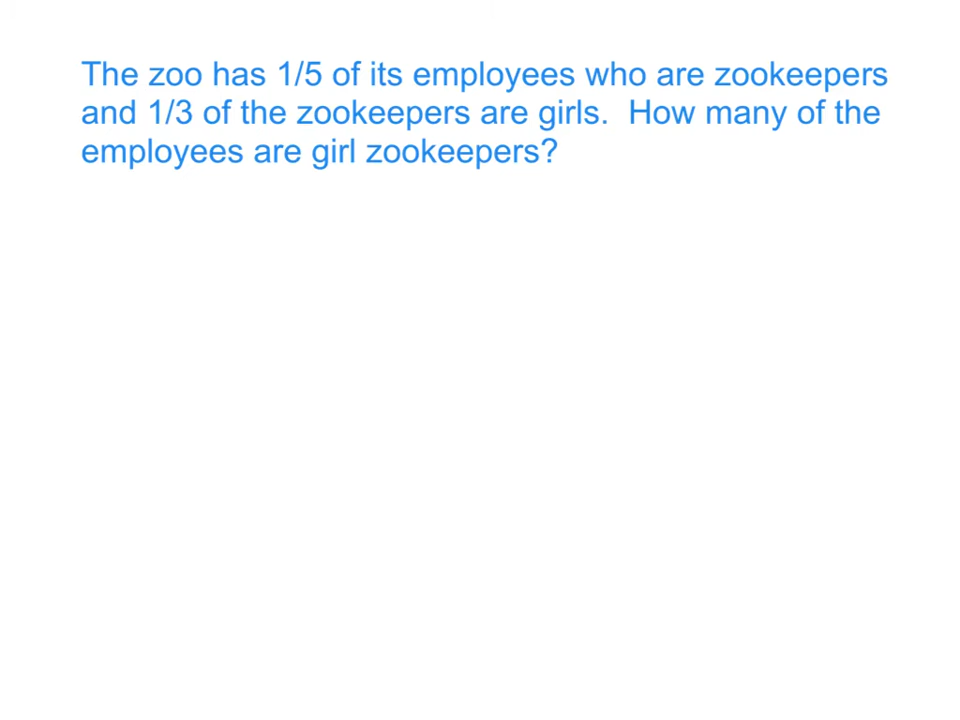 The zoo has 1/5 of its employees who are zookeepers
and 1/3 of the zookeepers are girls.  How many of the
employees are girl zookeepers?